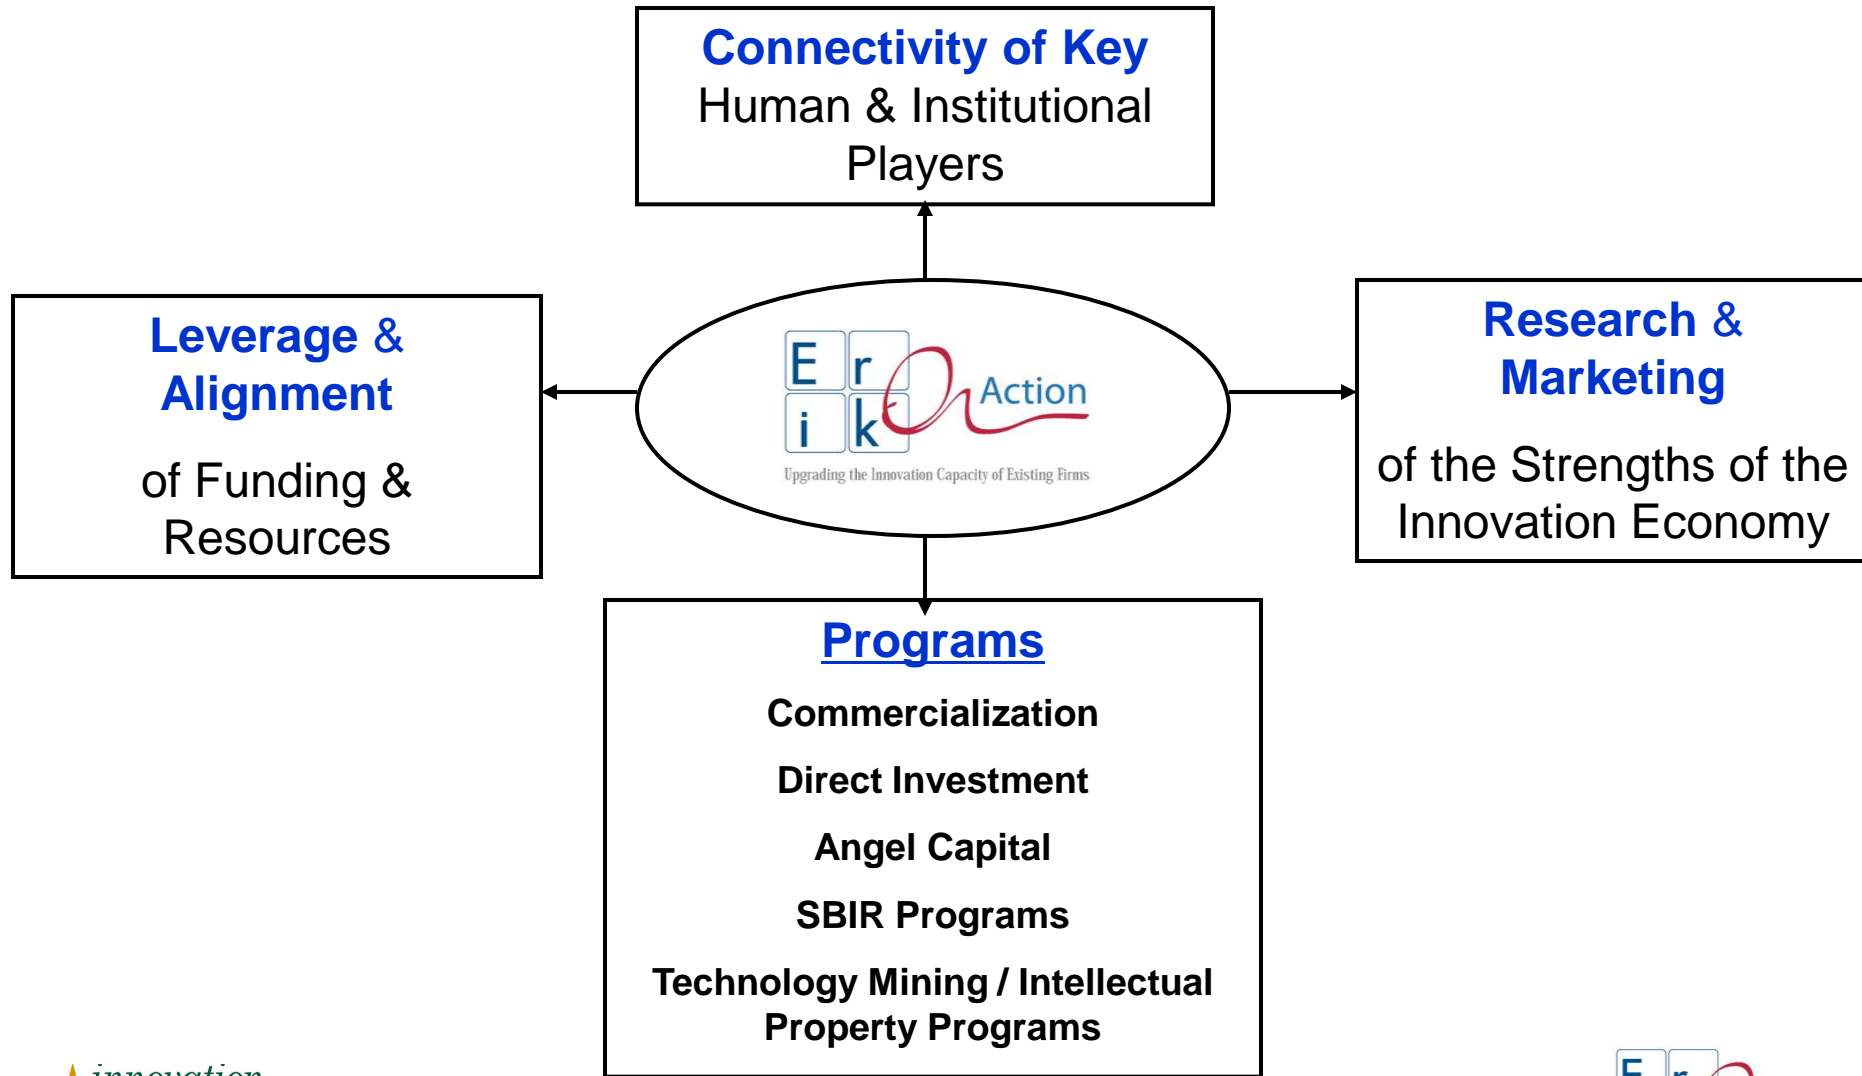 Connectivity of Key
Human & Institutional
Players
Leverage &
Alignment
of Funding &
Resources
E r
i k
On Action
Upgrading the Innovation Capacity of Existing Firms
Research &
Marketing
of the Strengths of the
Innovation Economy
Programs
Commercialization
Direct Investment
Angel Capital
SBIR Programs
Technology Mining / Intellectual
Property Programs
innovation
E r